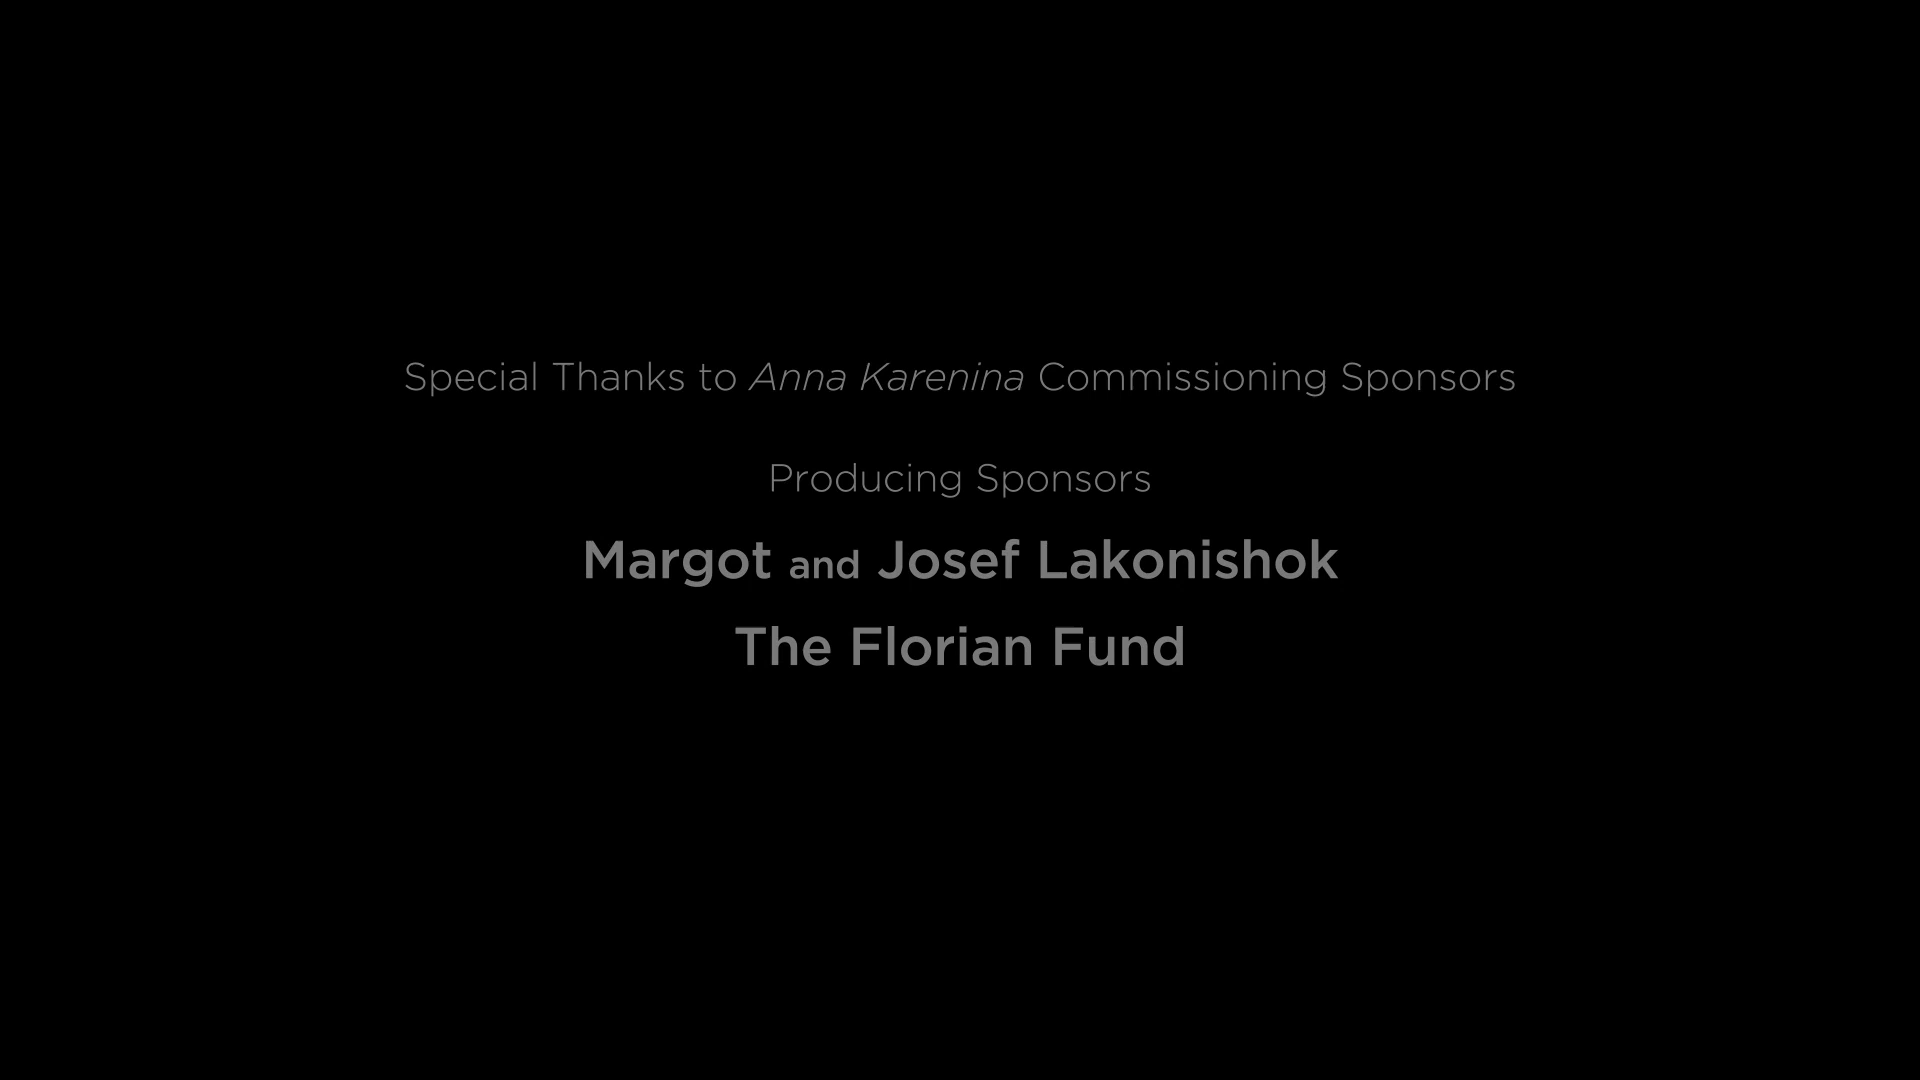 Special Thanks to Anna Karenina Commissioning Sponsors
Producing Sponsors
Margot and Josef Lakonishok
The Florian Fund